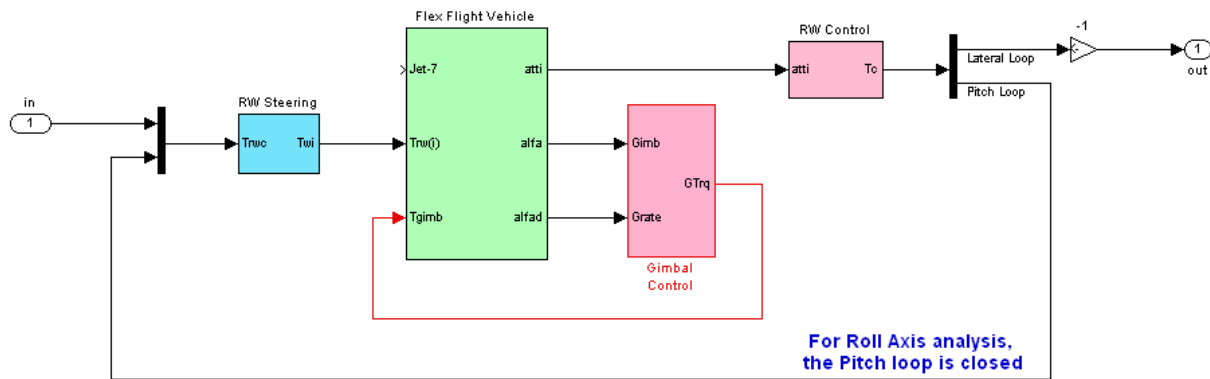 Flex Flight Vehicle
-1
RW Control
Jet-7
atti
atti
Tc
Lateral Loop
1
out
Pitch Loop
in
RW Steering
1
Trwc
Twi
Trw(i)
alfa
Gimb
GTrq
Tgimb
alfad
Grate
Gimbal
Control
For Roll Axis analysis,
the Pitch loop is closed